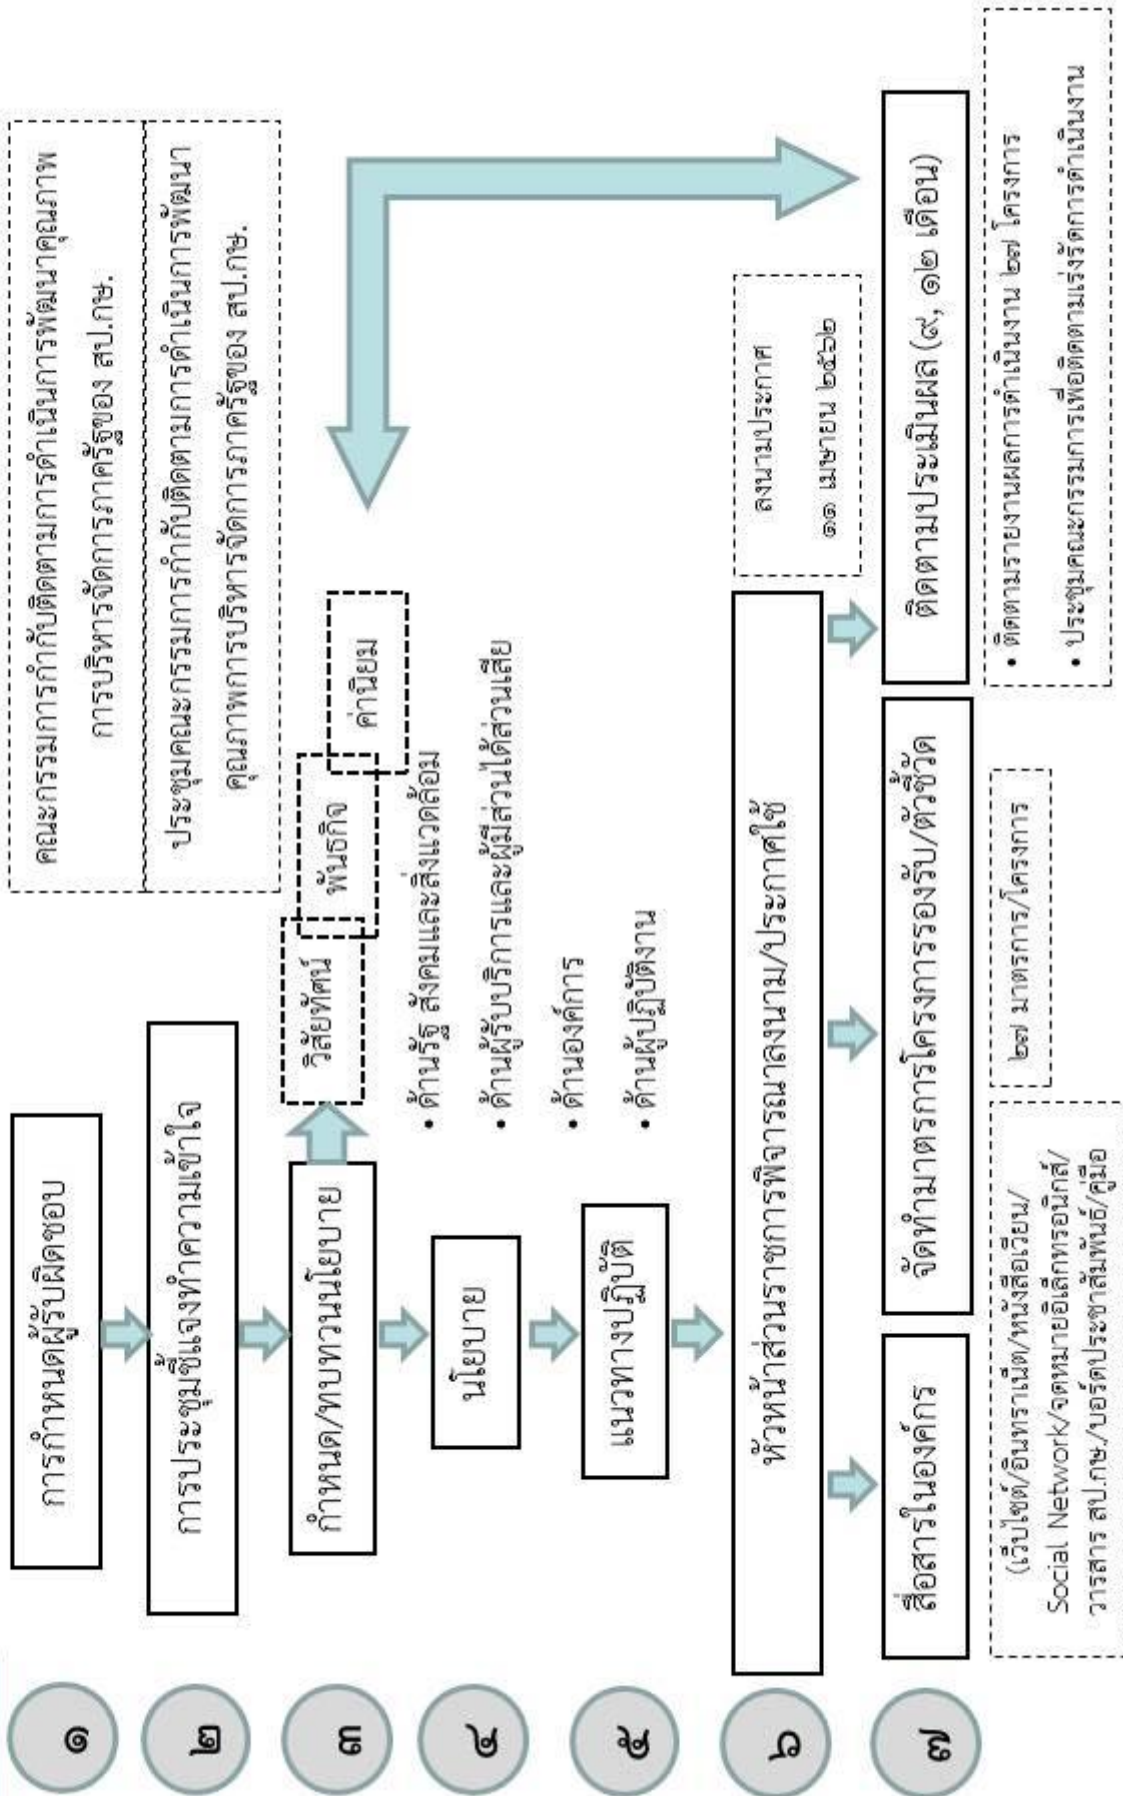 ๑
การกำหนดผู้รับผิดชอบ
คณะกรรมการกำกับติดตามการดำเนินการพัฒนาคุณภาพ
การบริหารจัดการภาครัฐของ สป.กษ.
๒
การประชุมชี้แจงทำความเข้าใจ
ประชุมคณะกรรมการกำกับติดตามการดำเนินการพัฒนา
คุณภาพการบริหารจัดการภาครัฐของ สป.กษ.
๓
กำหนด/ทบทวนนโยบาย
วิสัยทัศน์
พันธกิจ
ค่านิยม
๔
นโยบาย
• ด้านรัฐ สังคมและสิ่งแวดล้อม
• ด้านผู้รับบริการและผู้มีส่วนได้ส่วนเสีย
• ด้านองค์การ
• ด้านผู้ปฏิบัติงาน
๕
แนวทางปฏิบัติ
๖
หัวหน้าส่วนราชการพิจารณาลงนาม/ประกาศใช้
ลงนามประกาศ
๑๑ เมษายน ๒๕๖๒
๗
สื่อสารในองค์กร
(เว็บไซต์/อินทราเน็ต/หนังสือเวียน/
Social Network/จดหมายอิเล็กทรอนิกส์/
วารสาร สป.กษ/บอร์ดประชาสัมพันธ์/คู่มือ
จัดทำมาตรการโครงการรองรับ/ตัวชี้วัด
๒๗ มาตรการ/โครงการ
ติดตามประเมินผล (๙, ๑๒ เดือน)
• ติดตามรายงานผลการดำเนินงาน ๒๗ โครงการ
• ประชุมคณะกรรมการเพื่อติดตามเร่งรัดการดำเนินงาน